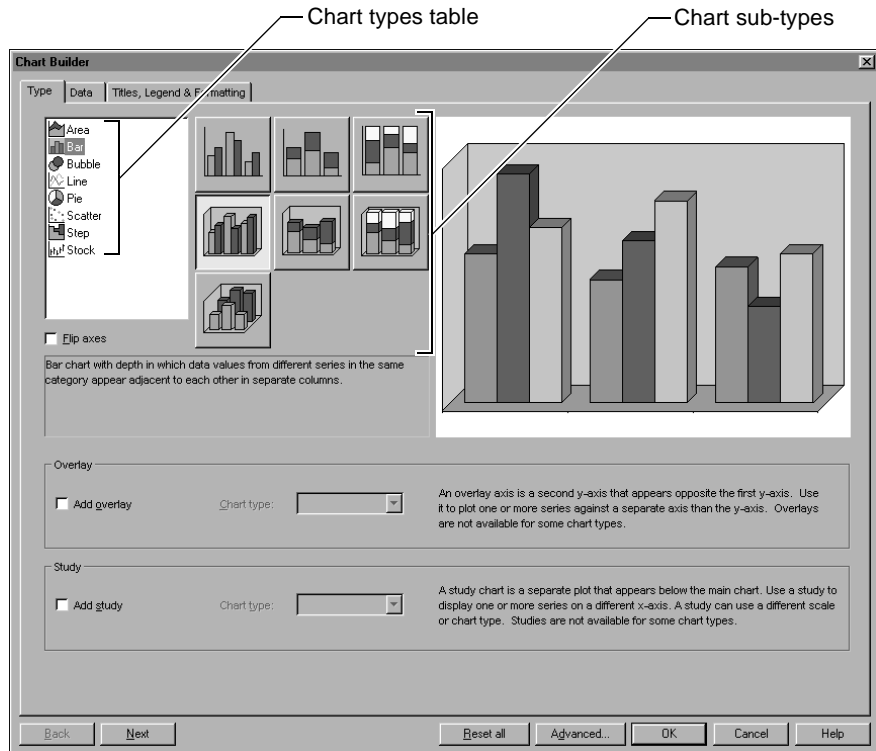 Chart types table
Chart sub-types
Chart Builder
Type
Data
Titles, Legend & Formatting
Area
Bar
Bubble
Line
Pie
Scatter
Step
Stock
Flip axes
Bar chart with depth in which data values from different series in the same
category appear adjacent to each other in separate columns.
Overlay
Add overlay
Chart type:
An overlay axis is a second y-axis that appears opposite the first y-axis. Use
it to plot one or more series against a separate axis than the y-axis. Overlays
are not available for some chart types.
Study
Add study
Chart type:
A study chart is a separate plot that appears below the main chart. Use a study to
display one or more series on a different x-axis. A study can use a different scale
or chart type. Studies are not available for some chart types.
Back
Next
Reset all
Advanced...
OK
Cancel
Help